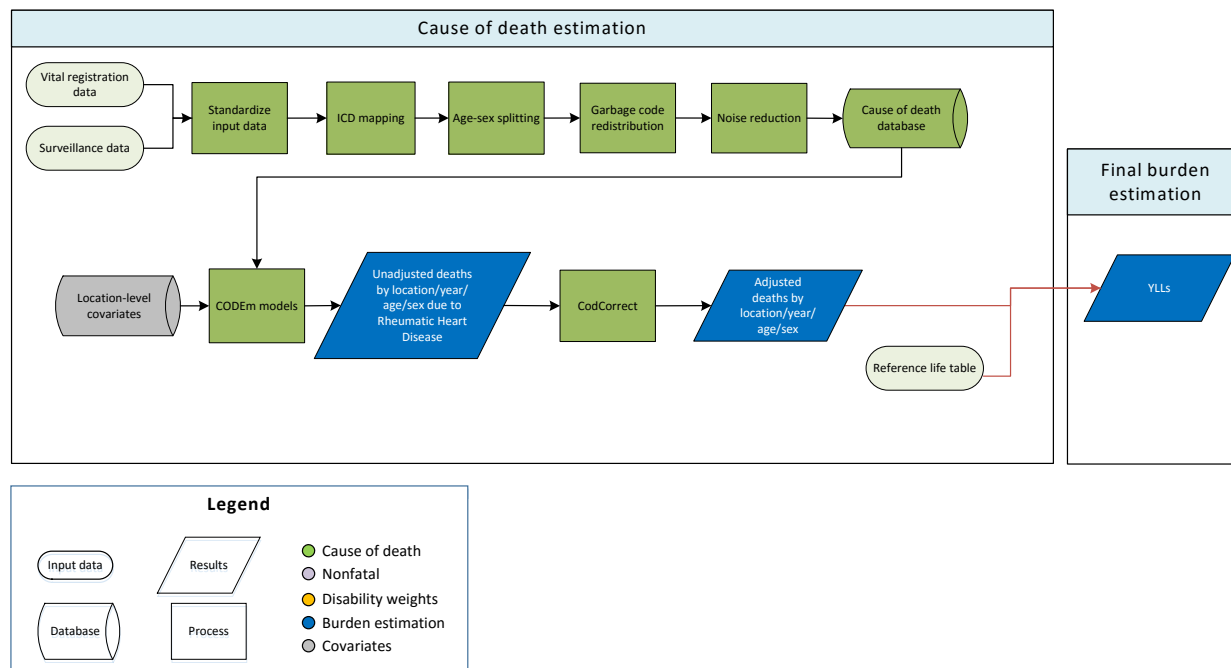 Cause of death estimation
Vital registration
data
Surveillance data
Standardize
input data
ICD mapping
Age-sex splitting
Garbage code
redistribution
Noise reduction
Cause of death
database
Final burden
estimation
Location-level
covariates
CODEm models
Unadjusted deaths
by location/year/
age/sex due to
Rheumatic Heart
Disease
CodCorrect
Adjusted
deaths by
location/year/
age/sex
YLLs
Reference life table
Legend
Input data
Results
Database
Process
Cause of death
Nonfatal
Disability weights
Burden estimation
Covariates